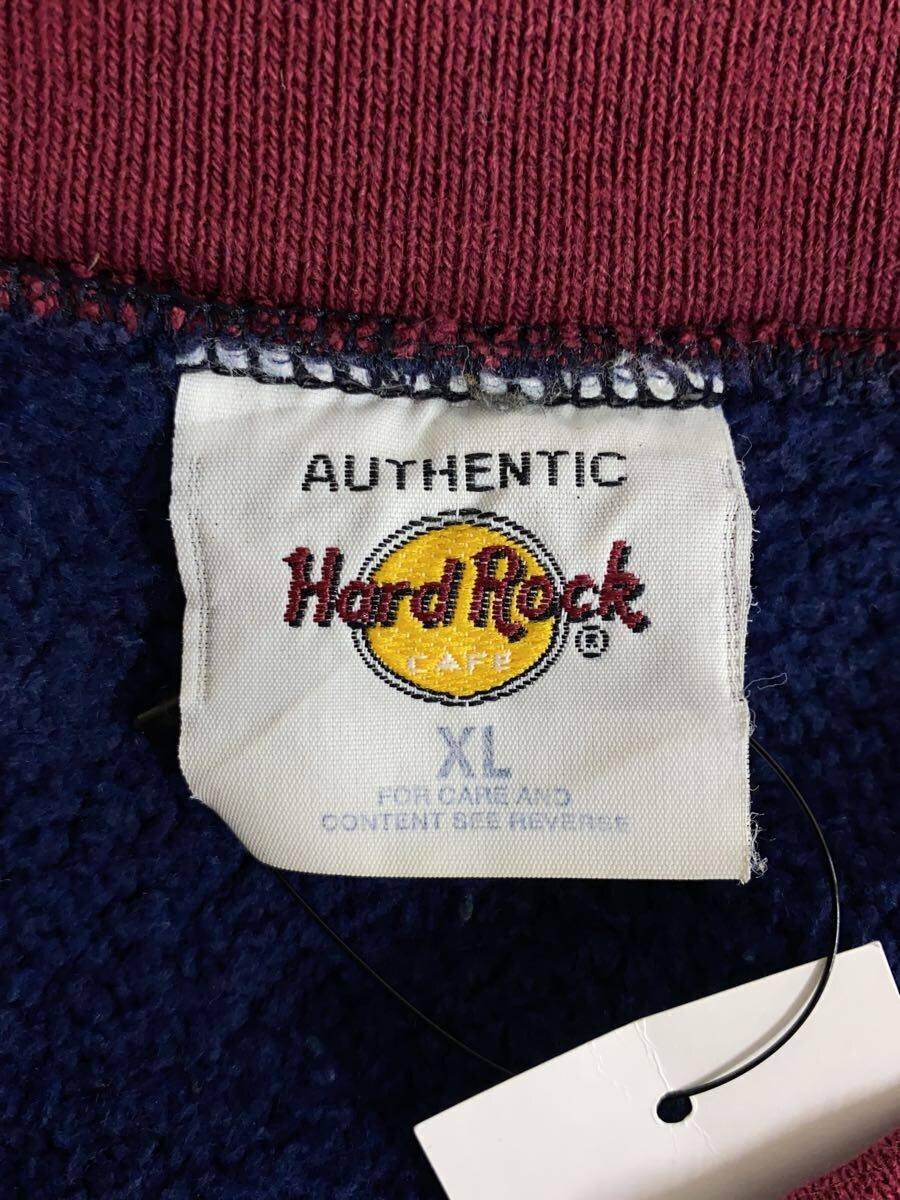 AUTHENTIC
Hard Rock
CAFE
®
XL
FOR CARE AND
CONTENT SEE REVERSE